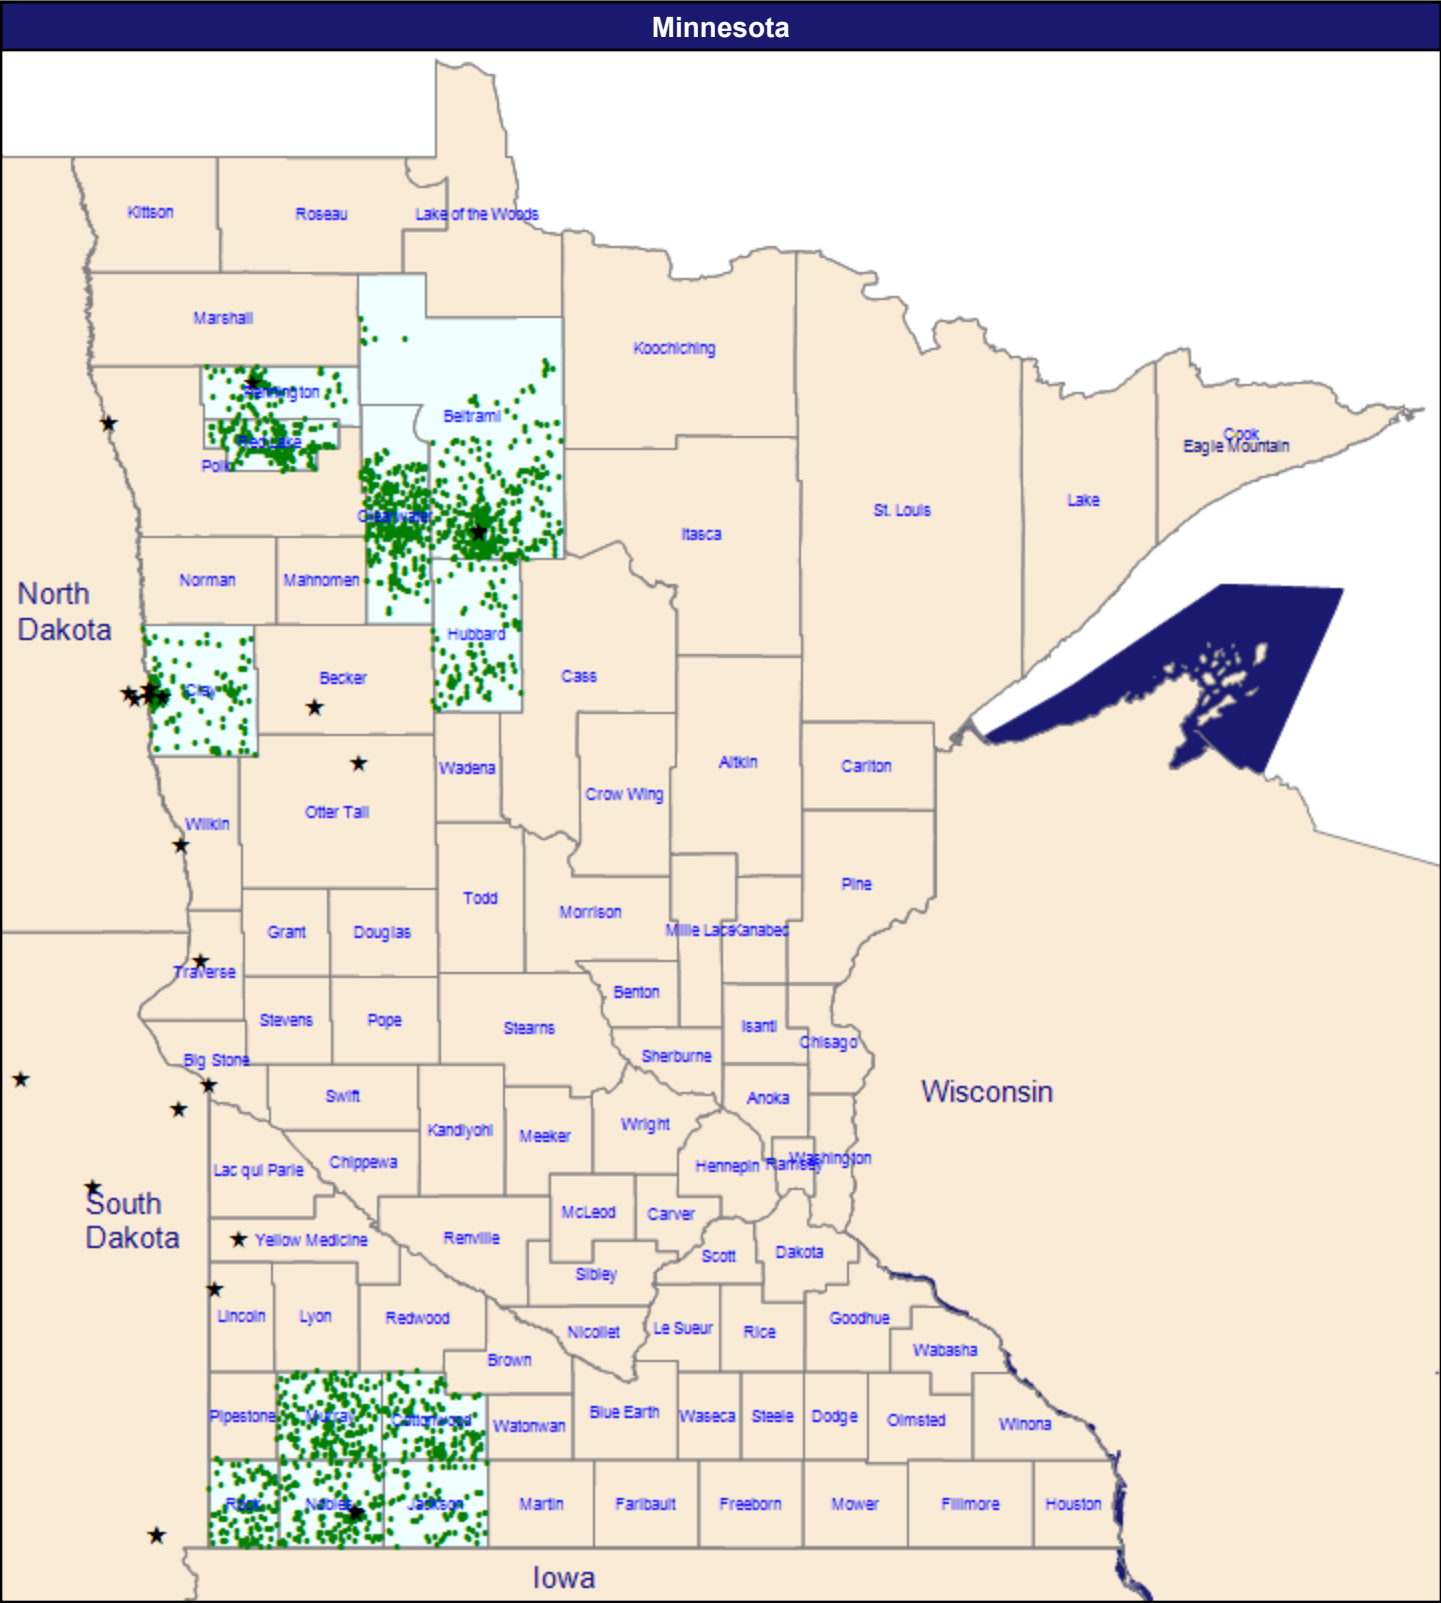 Minnesota
Kittson
Roseau
Lake of the Woods
Marshall
Koochiching
Pennington
Beltrami
Red Lake
Polk
Cook
Eagle Mountain
Lake
St. Louis
Clearwater
Itasca
Norman
Mahnomen
North
Dakota
Hubbard
Cass
Becker
Clay
Wadena
Aitkin
Carlton
Crow Wing
Otter Tail
Wilkin
Pine
Todd
Morrison
Grant
Douglas
Mille Lacs
Kanabec
Traverse
Benton
Stevens
Pope
Stearns
Isanti
Chisago
Sherburne
Big Stone
Swift
Anoka
Wisconsin
Wright
Kandiyohi
Meeker
Chippewa
Lac qui Parle
Hennepin
Ramsey
Washington
South
Dakota
McLeod
Carver
Yellow Medicine
Renville
Scott
Dakota
Sibley
Lincoln
Lyon
Redwood
Nicollet
Le Sueur
Rice
Goodhue
Wabasha
Brown
Pipestone
Murray
Cottonwood
Watonwan
Blue Earth
Waseca
Steele
Dodge
Olmsted
Winona
Rock
Nobles
Jackson
Martin
Faribault
Freeborn
Mower
Fillmore
Houston
Iowa